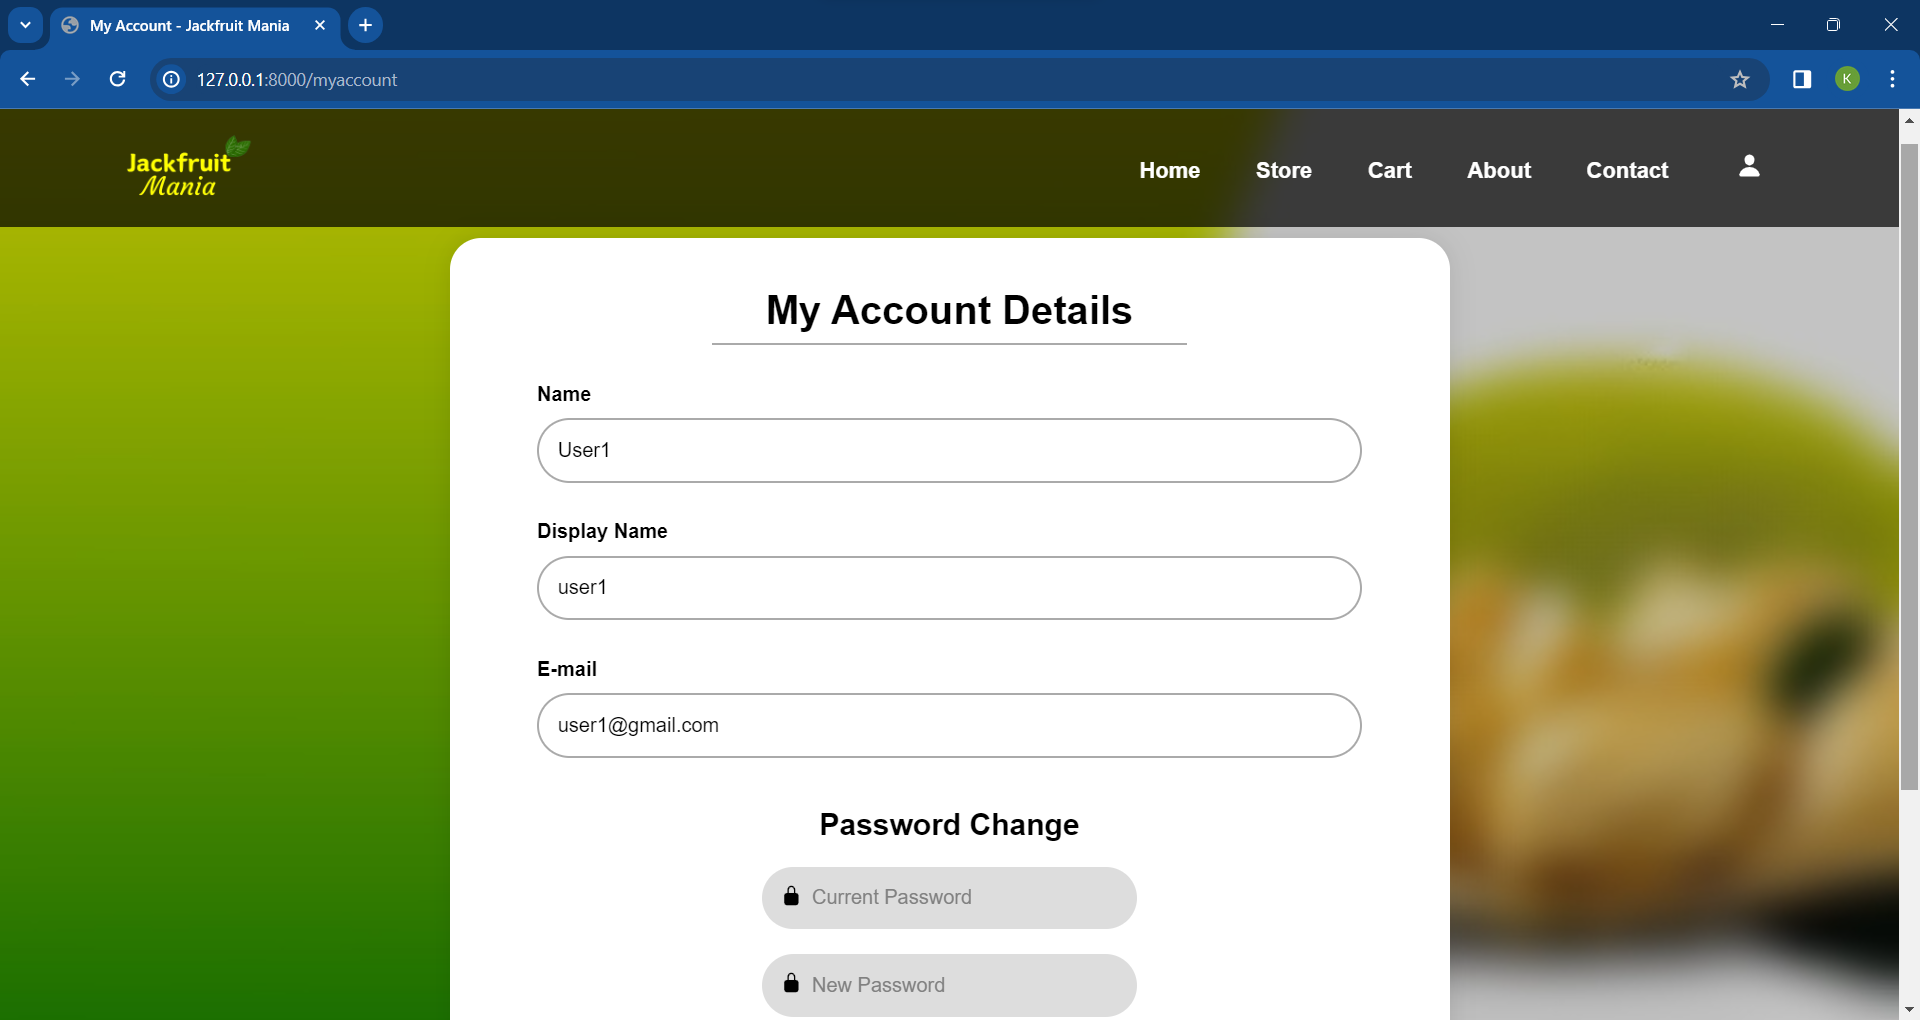 My Account - Jackfruit Mania
127.0.0.1:8000/myaccount
K
Jackfruit
Mania
Home Store Cart About Contact
My Account Details
Name
User1
Display Name
user1
E-mail
user1@gmail.com
Password Change
Current Password
New Password